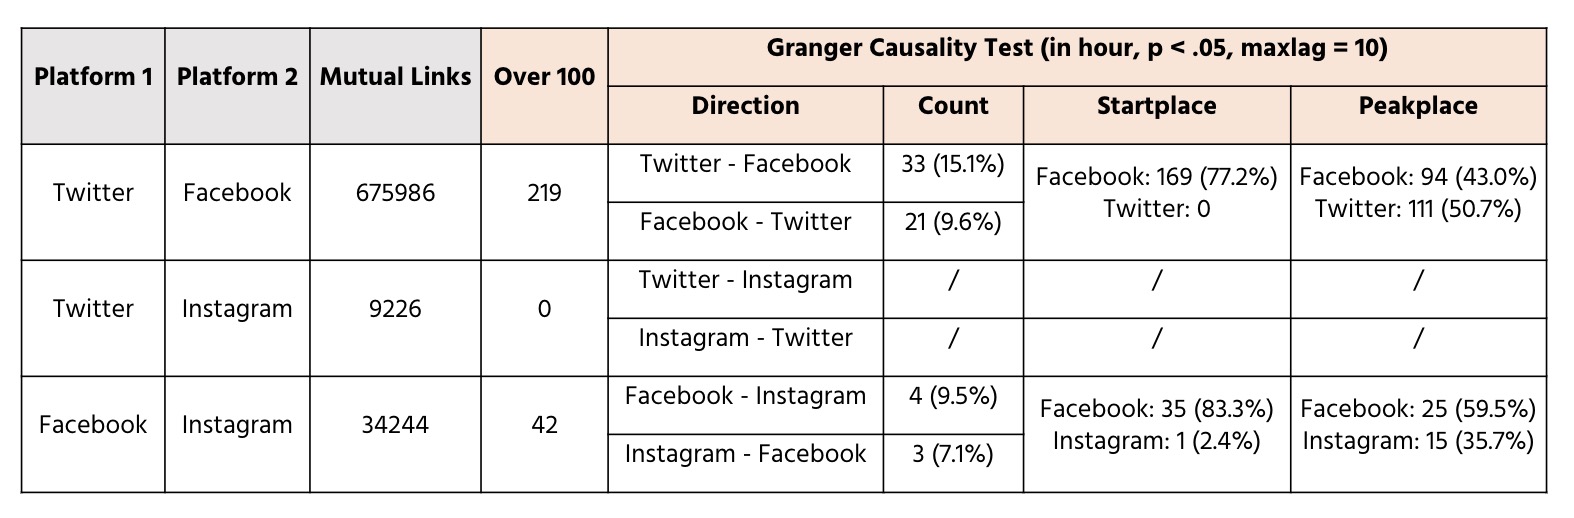 Platform 1
Platform 2
Mutual Links
Over 100
Granger Causality Test (in hour, p < .05, maxlag = 10)
Direction
Count
Startplace
Peakplace
Twitter
Facebook
675986
219
Twitter - Facebook
33 (15.1%)
Facebook - Twitter
21 (9.6%)
Facebook: 169 (77.2%)
Twitter: 0
Facebook: 94 (43.0%)
Twitter: 111 (50.7%)
Twitter
Instagram
9226
0
Twitter - Instagram
/
/
/
Instagram - Twitter
/
/
/
Facebook
Instagram
34244
42
Facebook - Instagram
4 (9.5%)
Instagram - Facebook
3 (7.1%)
Facebook: 35 (83.3%)
Instagram: 1 (2.4%)
Facebook: 25 (59.5%)
Instagram: 15 (35.7%)